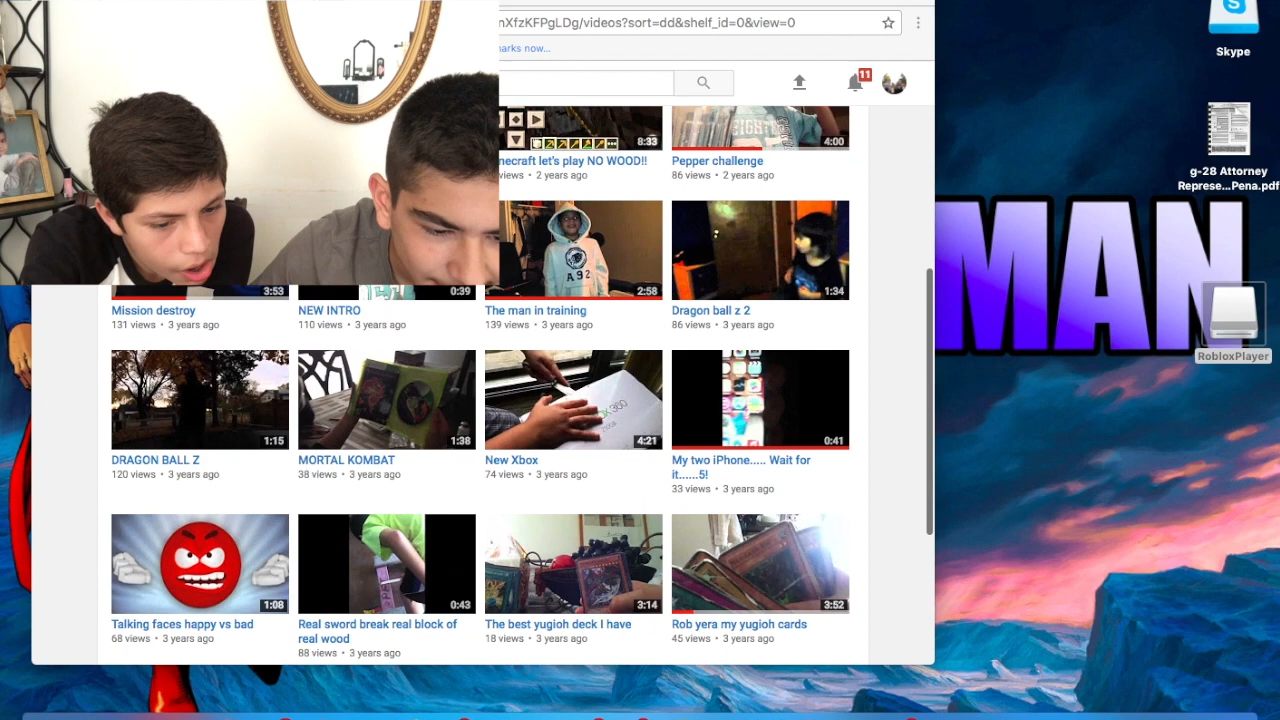 nXfzKFPgLDg/videos?sort=dd&shelf_id=0&view=0
arks now...
11
Skype
g-28 Attorney
Represe...Pena.pdf
8:33
4:00
necraft let's play NO WOOD!!
Pepper challenge
views • 2 years ago
86 views • 2 years ago
A92
3:53
0:39
2:58
1:34
Mission destroy
NEW INTRO
The man in training
Dragon ball z 2
131 views • 3 years ago
110 views • 3 years ago
139 views • 3 years ago
86 views • 3 years ago
MAN
RobloxPlayer
1:15
1:38
4:21
0:41
DRAGON BALL Z
MORTAL KOMBAT
New Xbox
My two iPhone..... Wait for
it......5!
120 views • 3 years ago
38 views • 3 years ago
74 views • 3 years ago
33 views • 3 years ago
1:08
0:43
3:14
3:52
Talking faces happy vs bad
Real sword break real block of
real wood
The best yugioh deck I have
Rob yera my yugioh cards
68 views • 3 years ago
88 views • 3 years ago
18 views • 3 years ago
45 views • 3 years ago